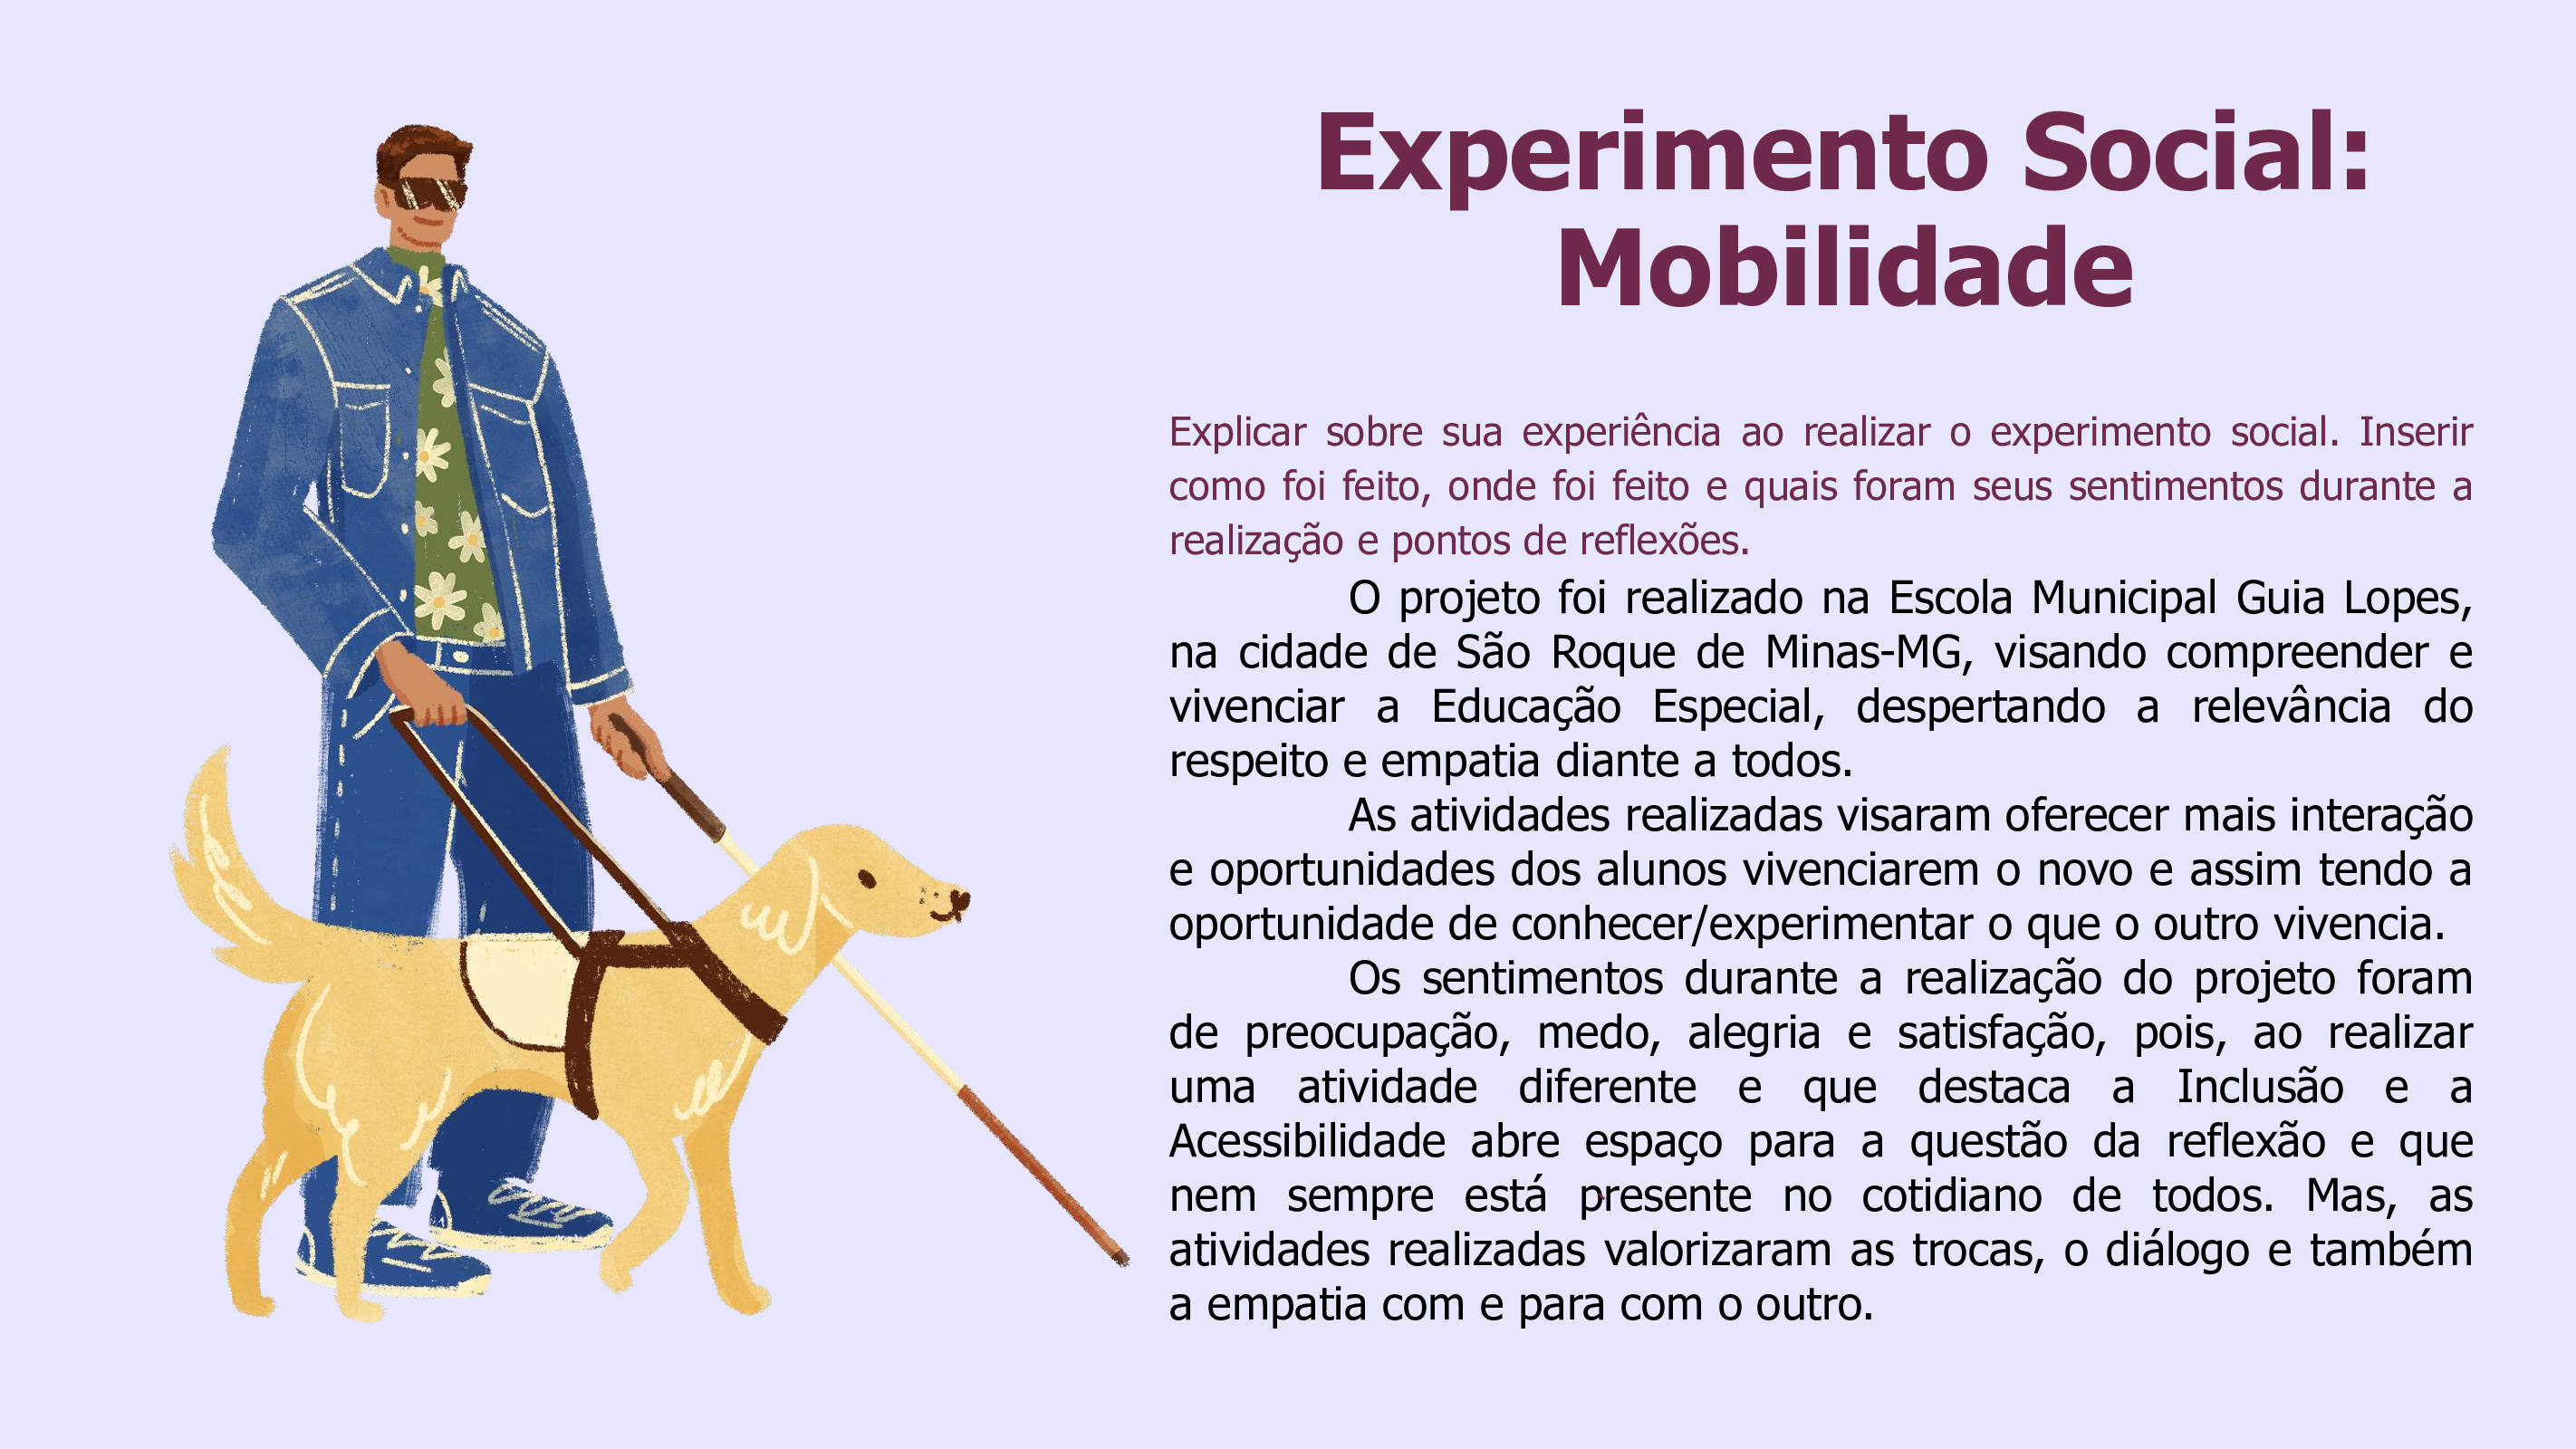 Experimento Social:
Mobilidade
Explicar sobre sua experiência ao realizar o experimento social. Inserir
como foi feito, onde foi feito e quais foram seus sentimentos durante a
realização e pontos de reflexões.
O projeto foi realizado na Escola Municipal Guia Lopes,
na cidade de São Roque de Minas-MG, visando compreender e
vivenciar a Educação Especial, despertando a relevância do
respeito e empatia diante a todos.
As atividades realizadas visaram oferecer mais interação
e oportunidades dos alunos vivenciarem o novo e assim tendo a
oportunidade de conhecer/experimentar o que o outro vivencia.
Os sentimentos durante a realização do projeto foram
de preocupação, medo, alegria e satisfação, pois, ao realizar
uma atividade diferente e que destaca a Inclusão e a
Acessibilidade abre espaço para a questão da reflexão e que
nem sempre está presente no cotidiano de todos. Mas, as
atividades realizadas valorizaram as trocas, o diálogo e também
a empatia com e para com o outro.